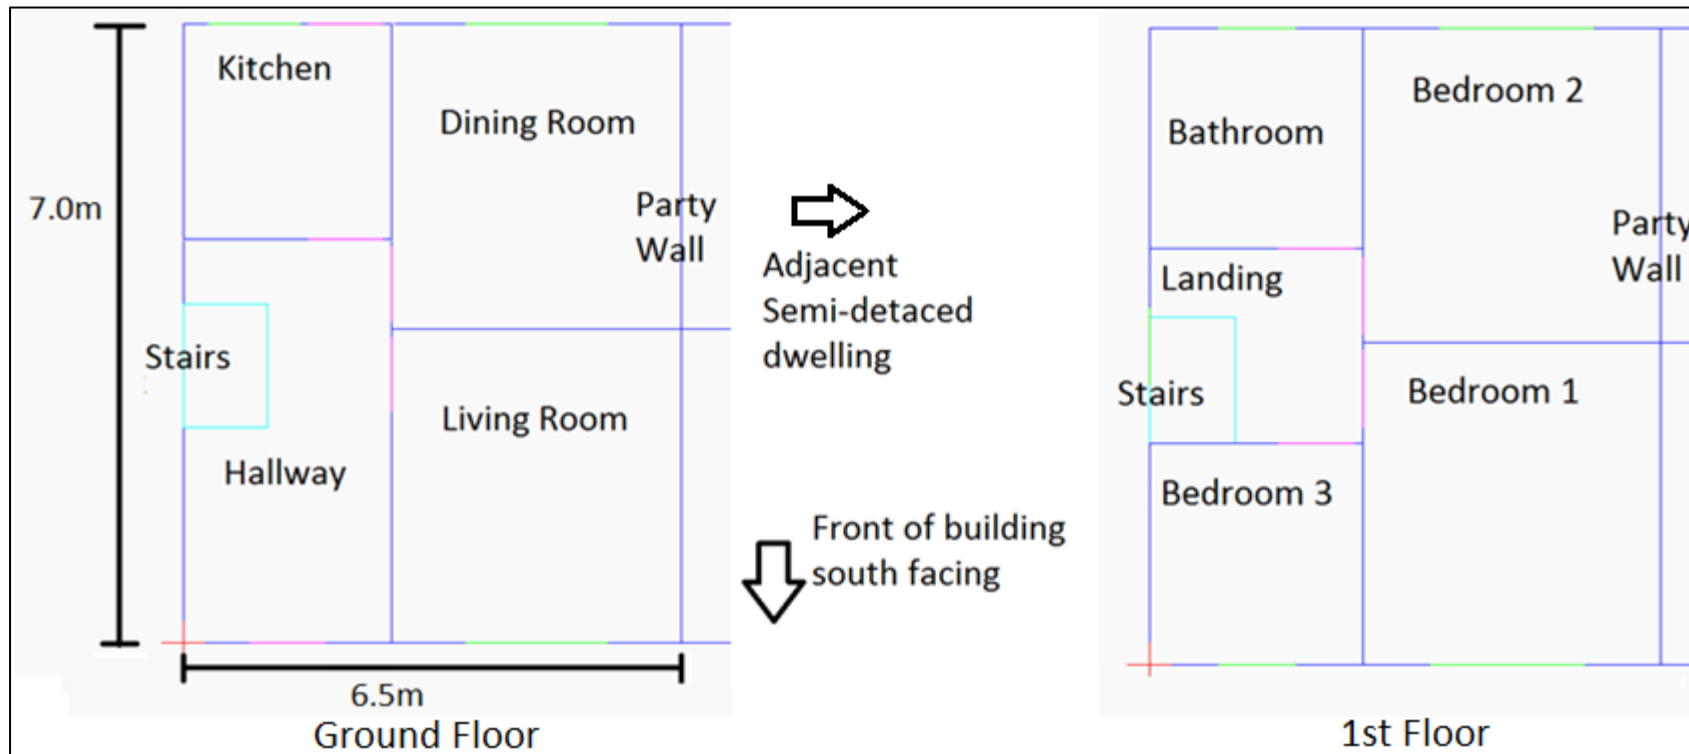 Kitchen
Dining Room
7.0m
Party
Wall
Adjacent
Semi-detaced
dwelling
Stairs
Living Room
Hallway
Front of building
south facing
6.5m
Ground Floor
Bedroom 2
Bathroom
Party
Wall
Landing
Stairs
Bedroom 1
Bedroom 3
1st Floor